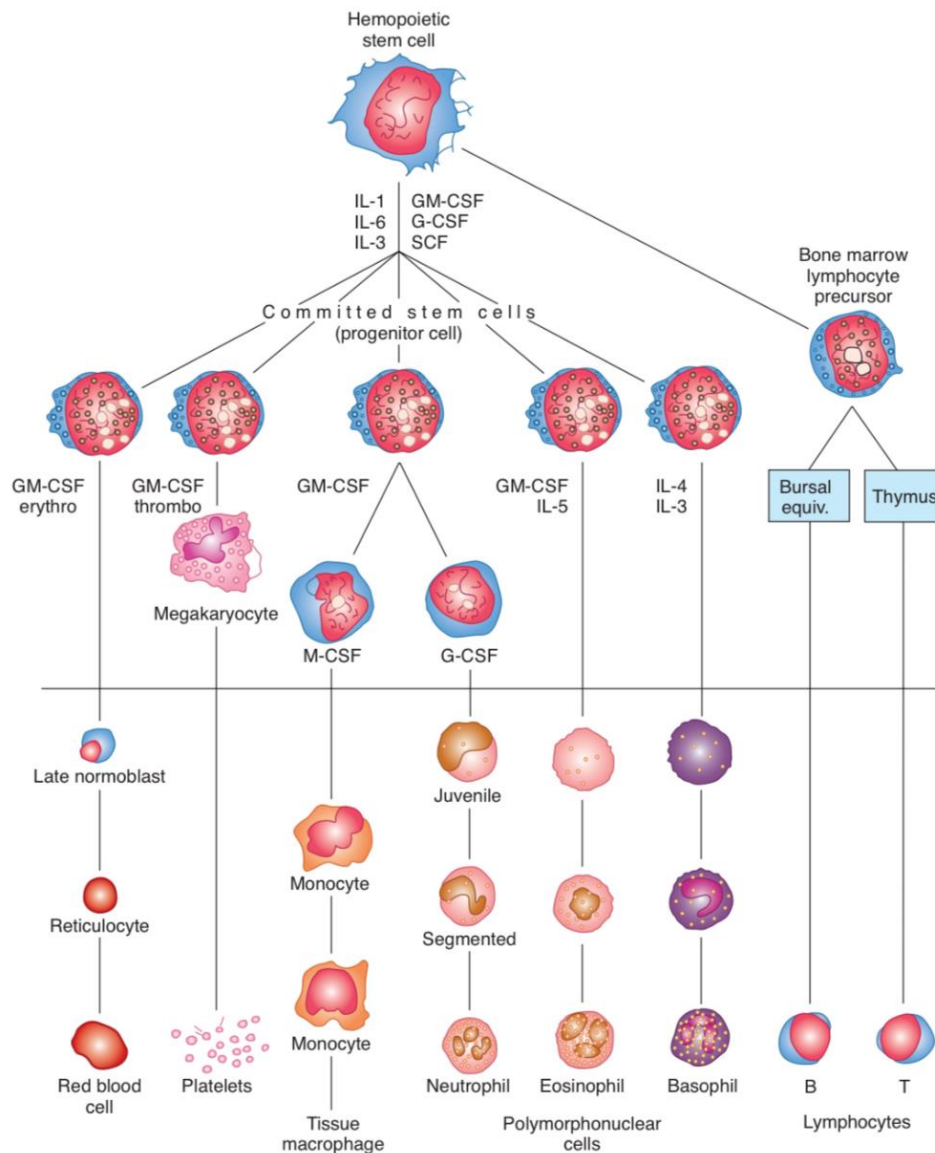 Hemopoietic
stem cell
IL-1 GM-CSF
IL-6 G-CSF
IL-3 SCF
Bone marrow
lymphocyte
precursor
Committed stem cells
(progenitor cell)
GM-CSF
erythro
GM-CSF
thrombo
GM-CSF
GM-CSF
IL-5
IL-4
IL-3
Bursal
equiv.
Thymus
Megakaryocyte
M-CSF
G-CSF
Late normoblast
Juvenile
Monocyte
Reticulocyte
Segmented
Monocyte
Red blood
cell
Platelets
Neutrophil
Eosinophil
Basophil
B
T
Tissue
macrophage
Polymorphonuclear
cells
Lymphocytes